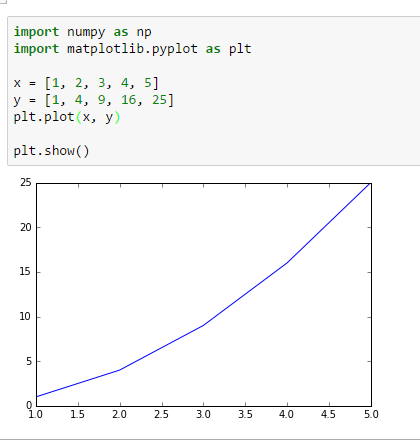 import numpy as np
import matplotlib.pyplot as plt
x = [1, 2, 3, 4, 5]
y = [1, 4, 9, 16, 25]
plt.plot(x, y)
plt.show()
25
20
15
10
5
0
1.0 1.5 2.0 2.5 3.0 3.5 4.0 4.5 5.0